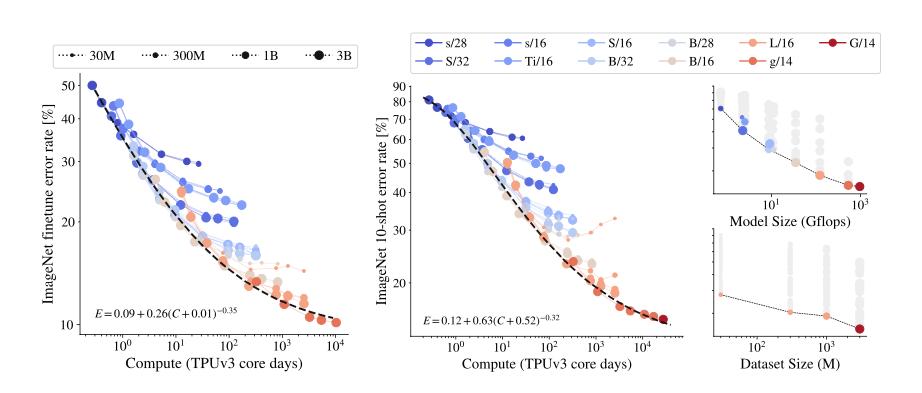 30M 300M 1B 3B
ImageNet finetune error rate [%]
50
40
30
20
10
E = 0.09 + 0.26(C + 0.01)^{-0.35}
10^0 10^1 10^2 10^3 10^4
Compute (TPUv3 core days)
s/28 s/16 S/16 B/28 L/16 G/14
S/32 Ti/16 B/32 B/16 g/14
ImageNet 10-shot error rate [%]
90
80
70
60
50
40
30
20
E = 0.12 + 0.63(C + 0.52)^{-0.32}
10^0 10^1 10^2 10^3 10^4
Compute (TPUv3 core days)
10^1 10^3
Model Size (Gflops)
10^2 10^3
Dataset Size (M)